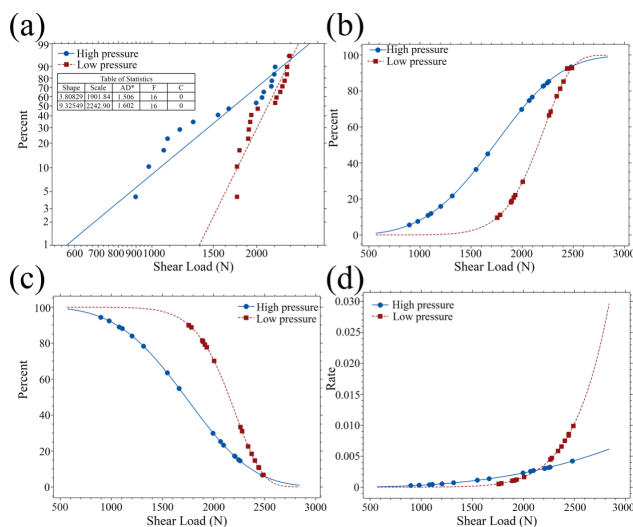 (a)
High pressure
Low pressure
Table of Statistics
Shape Scale AD* F C
3.80829 1901.84 1.506 16 0
9.32549 2242.90 1.602 16 0
99
90
80
70
60
50
40
30
20
10
5
3
2
1
Percent
600 700 800 900 1000 2000
Shear Load (N)
(b)
High pressure
Low pressure
100
80
60
40
20
0
Percent
500 1000 1500 2000 2500 3000
Shear Load (N)
(c)
High pressure
Low pressure
100
80
60
40
20
0
Percent
500 1000 1500 2000 2500 3000
Shear Load (N)
(d)
High pressure
Low pressure
0.030
0.025
0.020
0.015
0.010
0.005
0.000
Rate
500 1000 1500 2000 2500 3000
Shear Load (N)